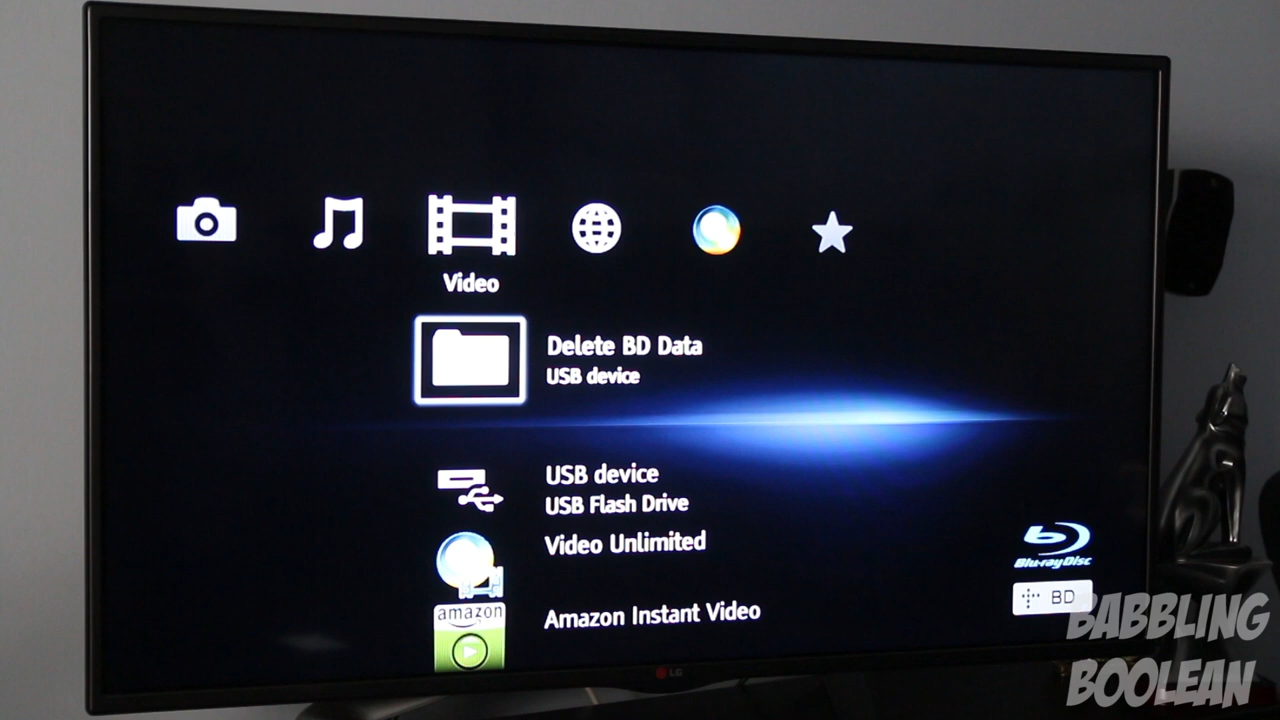 Video
Delete BD Data
USB device
USB device
USB Flash Drive
Video Unlimited
amazon
Amazon Instant Video
Blu-ray Disc
BD
LG
BABBLING
BOOLEAN